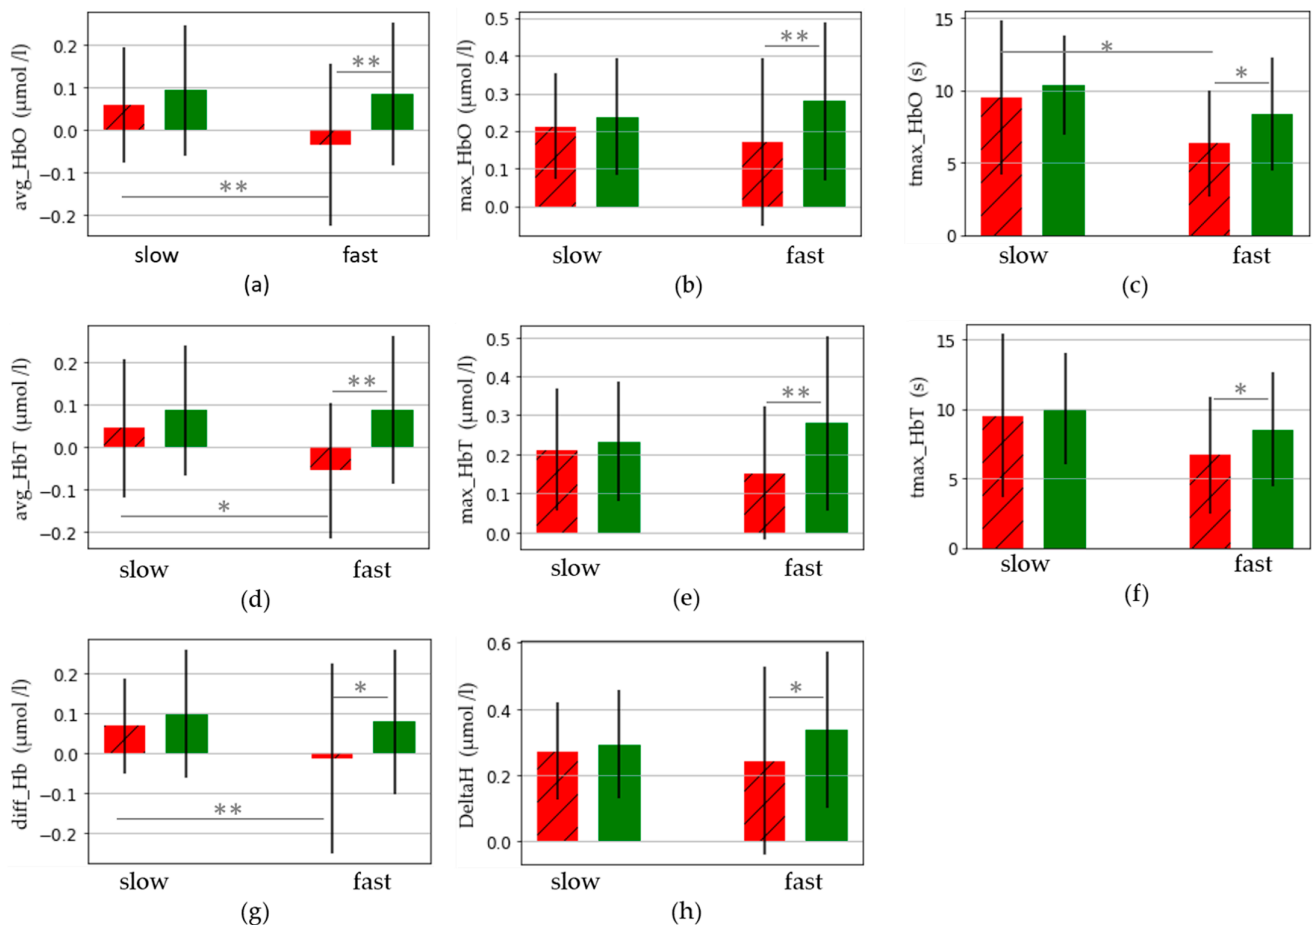 avg_HbO (μmol /l)
0.2
0.1
0.0
−0.1
−0.2
**
**
slow fast
(a)
max_HbO (μmol /l)
0.5
0.4
0.3
0.2
0.1
0.0
**
slow fast
(b)
tmax_HbO (s)
15
10
5
0
*
*
slow fast
(c)
avg_HbT (μmol /l)
0.2
0.1
0.0
−0.1
−0.2
**
*
slow fast
(d)
max_HbT (μmol /l)
0.5
0.4
0.3
0.2
0.1
0.0
**
slow fast
(e)
tmax_HbT (s)
15
10
5
0
*
slow fast
(f)
diff_Hb (μmol /l)
0.2
0.1
0.0
−0.1
−0.2
*
**
slow fast
(g)
DeltaH (μmol /l)
0.6
0.4
0.2
0.0
*
slow fast
(h)